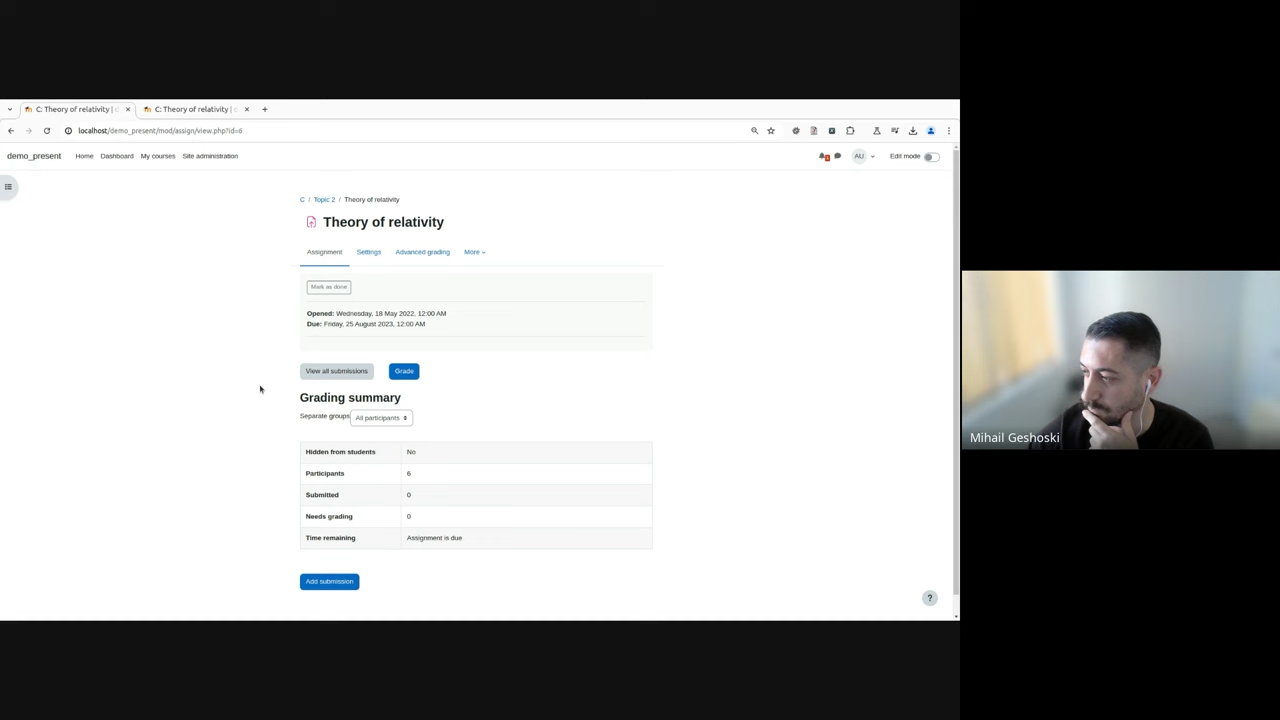 C: Theory of relativity | C: Theory of relativity |
localhost/demo_present/mod/assign/view.php?id=6
demo_present Home Dashboard My courses Site administration AU Edit mode
C / Topic 2 / Theory of relativity
Theory of relativity
Assignment Settings Advanced grading More
Mark as done
Opened: Wednesday, 18 May 2022, 12:00 AM
Due: Friday, 25 August 2023, 12:00 AM
View all submissions Grade
Grading summary
Separate groups All participants
Hidden from students No
Participants 6
Submitted 0
Needs grading 0
Time remaining Assignment is due
Add submission
?
Mihail Geshoski